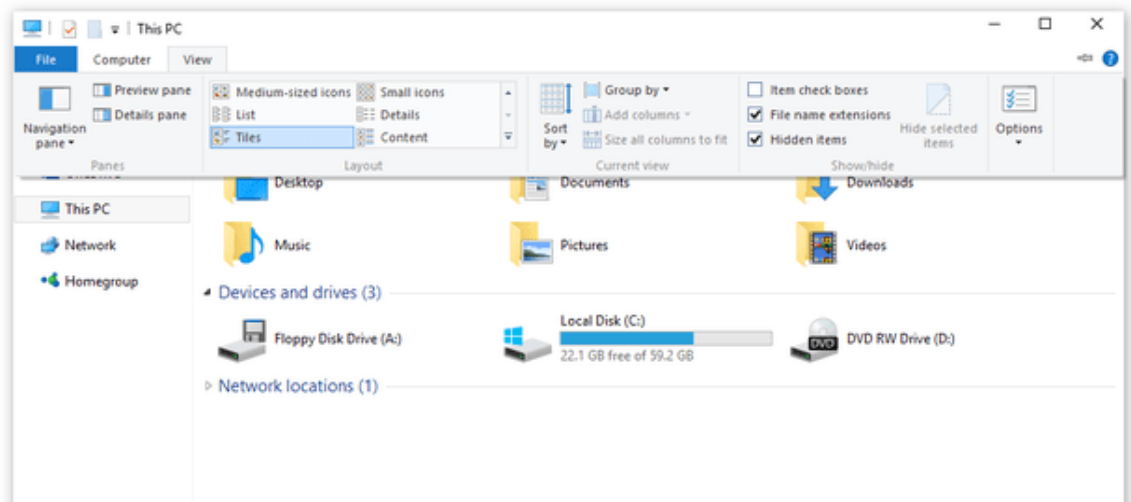 This PC
File Computer View
Navigation pane
Preview pane
Details pane
Panes
Medium-sized icons Small icons
List Details
Tiles Content
Layout
Sort by
Group by
Add columns
Size all columns to fit
Current view
Item check boxes
File name extensions
Hidden items
Hide selected items
Show/hide
Options
This PC
Network
Homegroup
Desktop Documents Downloads
Music Pictures Videos
Devices and drives (3)
Floppy Disk Drive (A:)
Local Disk (C:)
22.1 GB free of 59.2 GB
DVD
DVD RW Drive (D:)
Network locations (1)